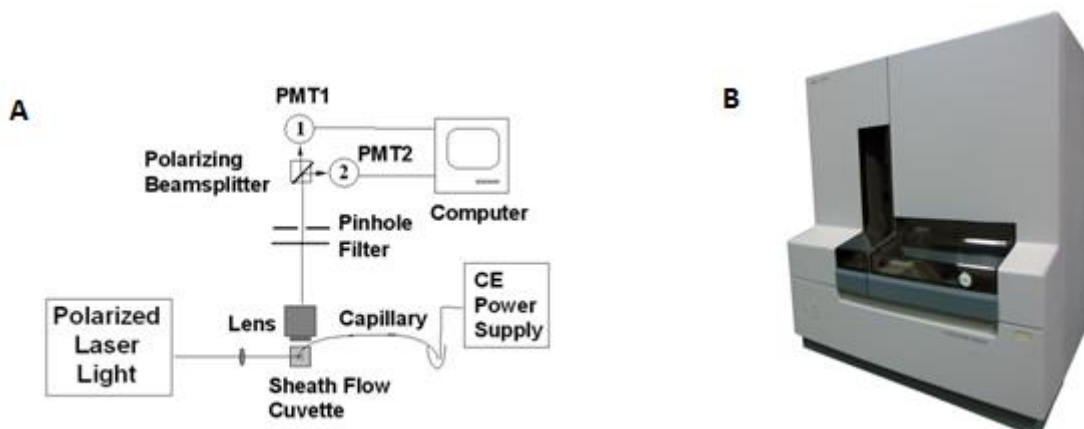 A
PMT1
1
PMT2
2
Polarizing
Beamsplitter
Computer
Pinhole
Filter
CE
Power
Supply
Polarized
Laser
Light
Lens
Capillary
Sheath Flow
Cuvette
B